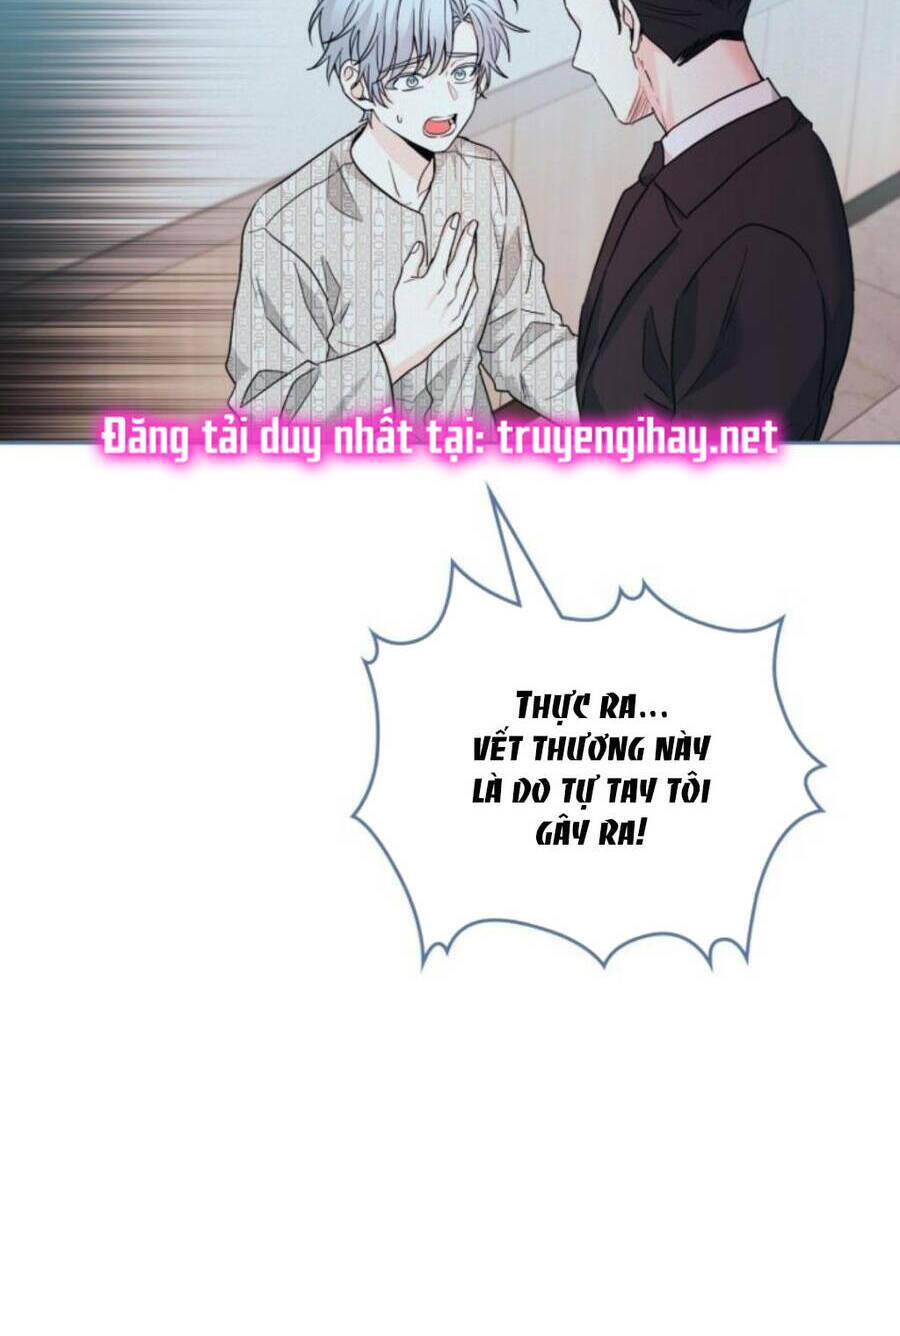 Đăng tải duy nhất tại: truyengihay.net
Thực ra...
vết thương này
là do tự tay tôi
gây ra!